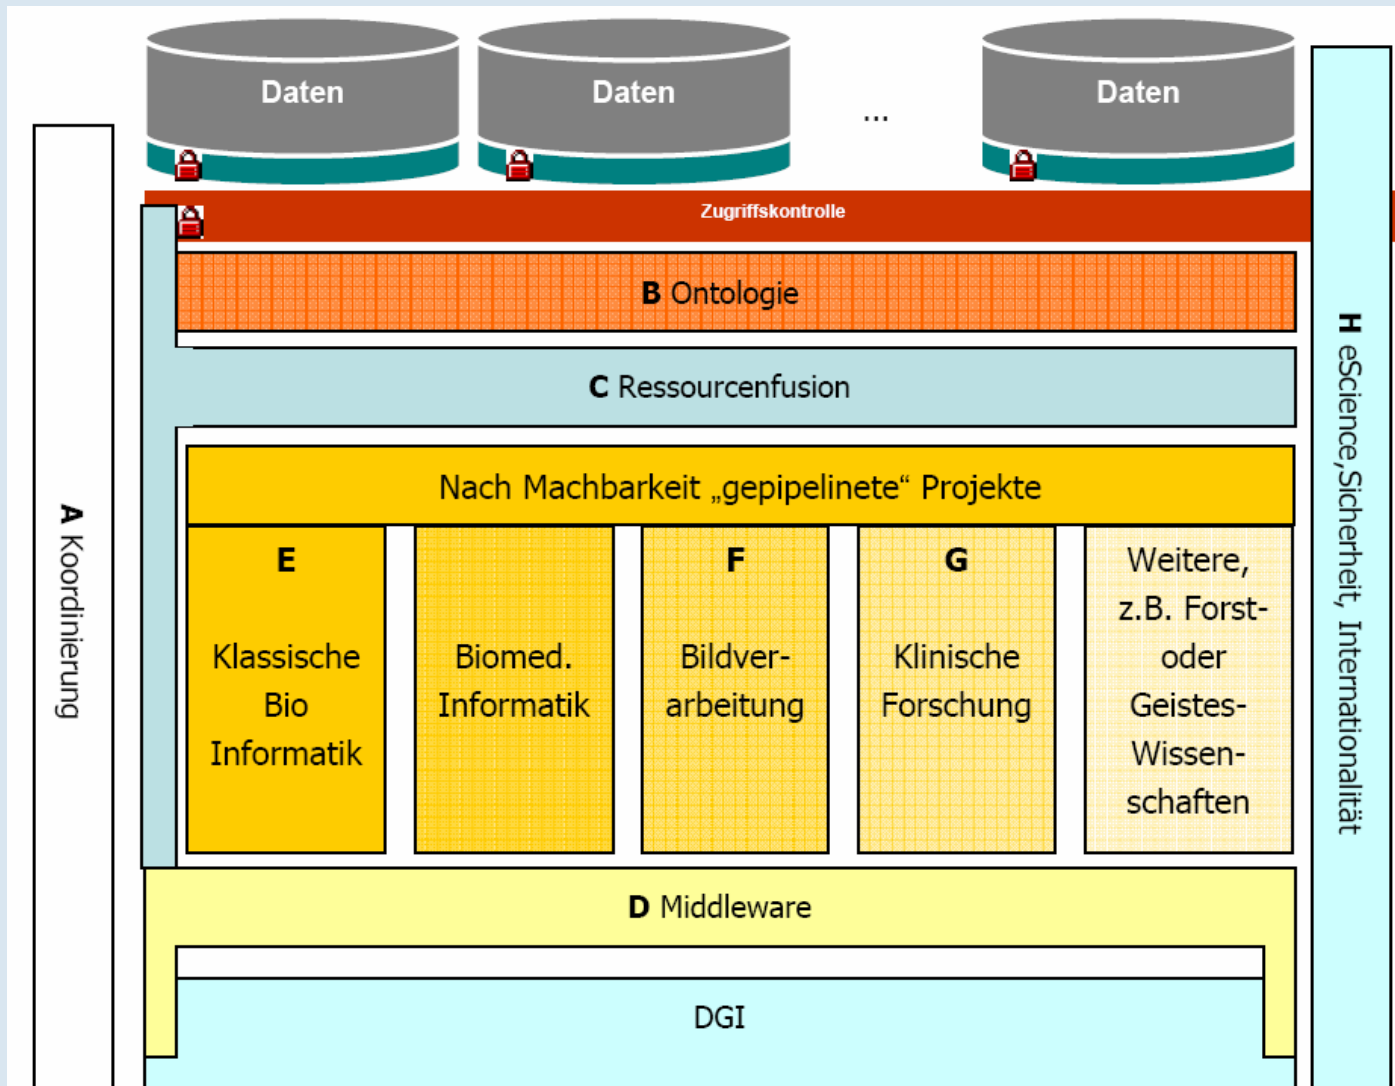 Daten
Daten
...
Daten
Zugriffskontrolle
B Ontologie
C Ressourcenfusion
Nach Machbarkeit „gepipelinete“ Projekte
E
Klassische
Bio
Informatik
Biomed.
Informatik
F
Bildver-
arbeitung
G
Klinische
Forschung
Weitere,
z.B. Forst-
oder
Geistes-
Wissen-
schaften
D Middleware
DGI
A Koordinierung
H eScience,Sicherheit, Internationalität